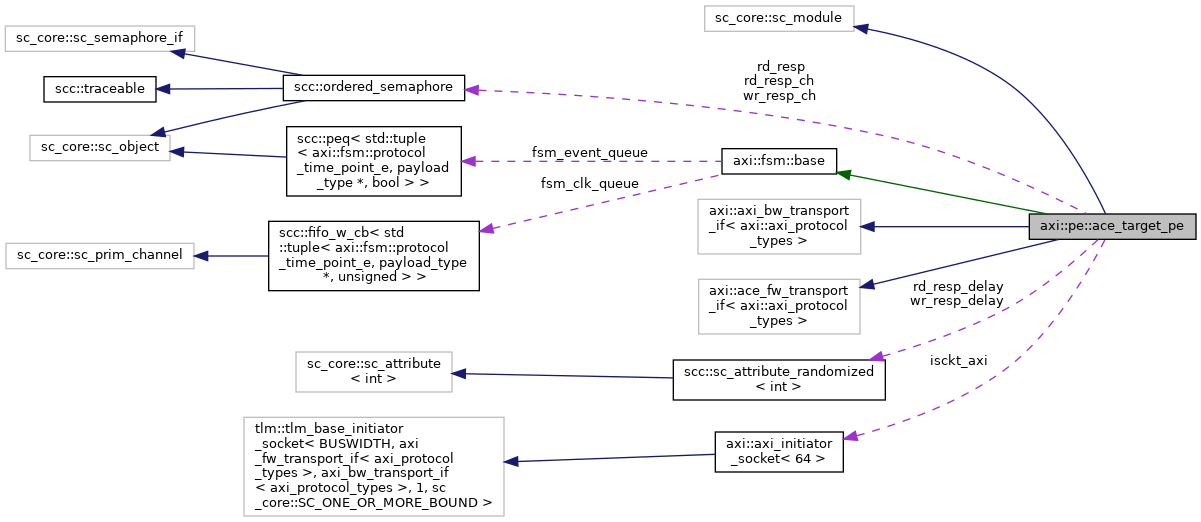 sc_core::sc_module
sc_core::sc_semaphore_if
scc::traceable
scc::ordered_semaphore
rd_resp
rd_resp_ch
wr_resp_ch
sc_core::sc_object
scc::peq< std::tuple
< axi::fsm::protocol
_time_point_e, payload
_type *, bool > >
fsm_event_queue
fsm_clk_queue
axi::fsm::base
axi::axi_bw_transport
_if< axi::axi_protocol
_types >
axi::pe::ace_target_pe
sc_core::sc_prim_channel
scc::fifo_w_cb< std
::tuple< axi::fsm::protocol
_time_point_e, payload_type
*, unsigned > >
axi::ace_fw_transport
_if< axi::axi_protocol
_types >
rd_resp_delay
wr_resp_delay
sc_core::sc_attribute
< int >
scc::sc_attribute_randomized
< int >
isckt_axi
tlm::tlm_base_initiator
_socket< BUSWIDTH, axi
_fw_transport_if< axi_protocol
_types >, axi_bw_transport_if
< axi_protocol_types >, 1, sc
_core::SC_ONE_OR_MORE_BOUND >
axi::axi_initiator
_socket< 64 >